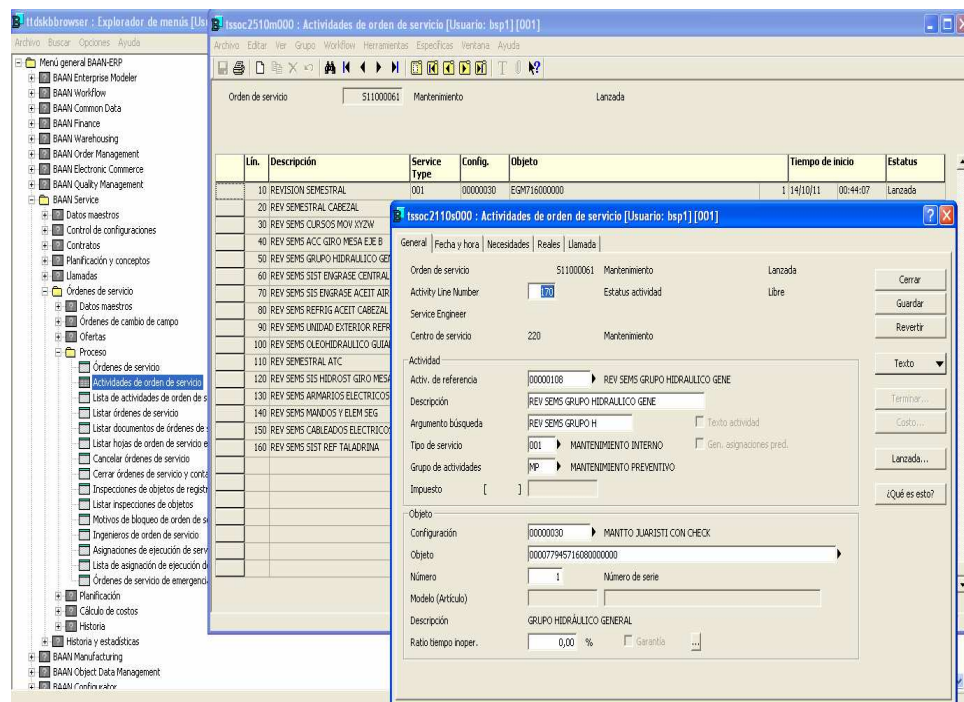 ttdskbbrowser : Explorador de menús [Us
Archivo Buscar Opciones Ayuda
Menú general BAAN-ERP
BAAN Enterprise Modeler
BAAN Workflow
BAAN Common Data
BAAN Finance
BAAN Warehousing
BAAN Order Management
BAAN Electronic Commerce
BAAN Quality Management
BAAN Service
Datos maestros
Control de configuraciones
Contratos
Planificación y conceptos
Llamadas
Órdenes de servicio
Datos maestros
Órdenes de cambio de campo
Ofertas
Proceso
Órdenes de servicio
Actividades de orden de servicio
Lista de actividades de orden de s
Listar órdenes de servicio
Listar documentos de órdenes de
Listar hojas de orden de servicio e
Cancelar órdenes de servicio
Cerrar órdenes de servicio y conta
Inspecciones de objetos de registr
Listar inspecciones de objetos
Motivos de bloqueo de orden de s
Ingenieros de orden de servicio
Asignaciones de ejecución de serv
Lista de asignación de ejecución d
Órdenes de servicio de emergenci
Planificación
Cálculo de costos
Historia
Historia y estadísticas
BAAN Manufacturing
BAAN Object Data Management
BAAN Configurator
tssoc2510m000 : Actividades de orden de servicio [Usuario: bsp1] [001]
Archivo Editar Ver Grupo Workflow Herramientas Específicas Ventana Ayuda
Orden de servicio S11000061 Mantenimiento Lanzada
Lín. Descripción Service Type Config. Objeto Tiempo de inicio Estatus
10 REVISION SEMESTRAL 001 00000030 EGM716000000 1 14/10/11 00:44:07 Lanzada
20 REV SEMESTRAL CABEZAL
30 REV SEMS CURSOS MOV XYZW
40 REV SEMS ACC GIRO MESA EJE B
50 REV SEMS GRUPO HIDRAULICO GE
60 REV SEMS SIST ENGRASE CENTRAL
70 REV SEMS SIS ENGRASE ACEIT AIR
80 REV SEMS REFRIG ACEIT CABEZAL
90 REV SEMS UNIDAD EXTERIOR REFR
100 REV SEMS OLEOHIDRAULICO GUIA
110 REV SEMESTRAL ATC
120 REV SEMS SIS HIDROST GIRO MESA
130 REV SEMS ARMARIOS ELECTRICOS
140 REV SEMS MANDOS Y ELEM SEG
150 REV SEMS CABLEADOS ELECTRICO
160 REV SEMS SIST REF TALADRINA
tssoc2110s000 : Actividades de orden de servicio [Usuario: bsp1] [001]
General Fecha y hora Necesidades Reales Llamada
Orden de servicio S11000061 Mantenimiento Lanzada
Activity Line Number 170 Estatus actividad Libre
Service Engineer
Centro de servicio 220 Mantenimiento
Actividad
Activ. de referencia 00000108 REV SEMS GRUPO HIDRAULICO GENE
Descripción REV SEMS GRUPO HIDRAULICO GENE
Argumento búsqueda REV SEMS GRUPO H Texto actividad
Tipo de servicio 001 MANTENIMIENTO INTERNO Gen. asignaciones pred.
Grupo de actividades MP MANTENIMIENTO PREVENTIVO
Impuesto [ ]
Objeto
Configuración 00000030 MANTTO JUARISTI CON CHECK
Objeto 000077945716080000000
Número 1 Número de serie
Modelo (Artículo)
Descripción GRUPO HIDRÁULICO GENERAL
Ratio tiempo inoper. 0,00 % Garantía ...
Cerrar
Guardar
Revertir
Texto
Terminar...
Costo...
Lanzada...
¿Qué es esto?